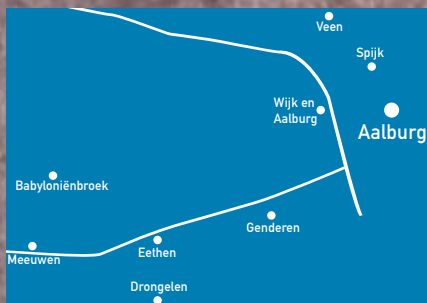 Veen
Spijk
Wijk en
Aalburg
Aalburg
Babyloniënbroek
Genderen
Eethen
Meeuwen
Drongelen